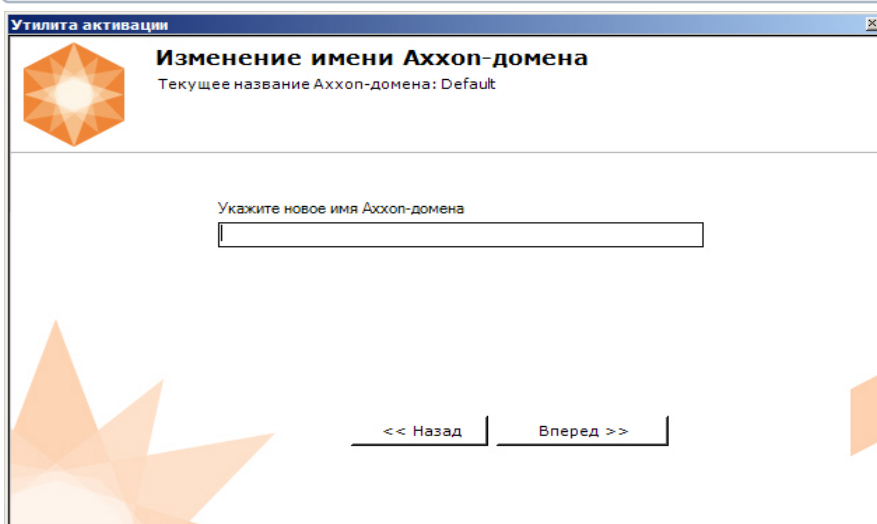 Утилита активации
Изменение имени Axxon-домена
Текущее название Axxon-домена: Default
Укажите новое имя Axxon-домена
<< Назад
Вперед >>